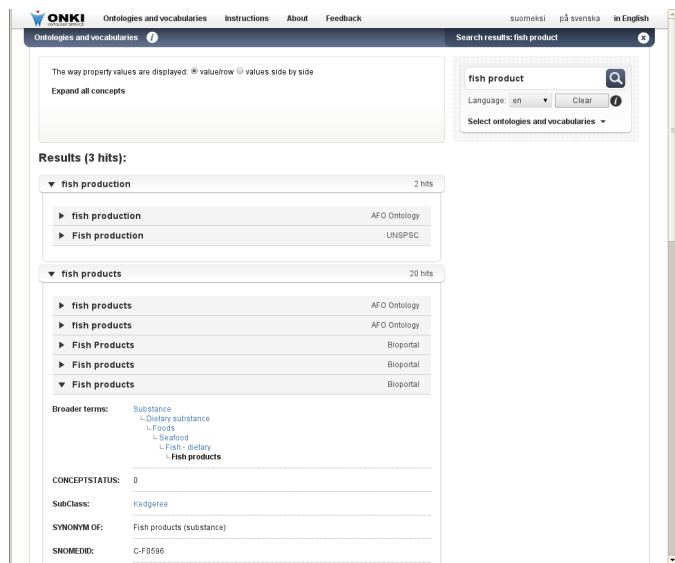 ONKI Ontologies and vocabularies Instructions About Feedback suomeksi på svenska in English
ONTOLOGY SERVICE
Ontologies and vocabularies i Search results: fish product x
The way property values are displayed: value/row values side by side
Expand all concepts
fish product
Language: en Clear i
Select ontologies and vocabularies
Results (3 hits):
fish production 2 hits
fish production AFO Ontology
Fish production UNSPSC
fish products 20 hits
fish products AFO Ontology
fish products AFO Ontology
Fish Products Bioportal
Fish products Bioportal
Fish products Bioportal
Broader terms: Substance
Dietary substance
Foods
Seafood
Fish - dietary
Fish products
CONCEPTSTATUS: 0
SubClass: Kedgeree
SYNONYM OF: Fish products (substance)
SNOMEDID: C-F0596